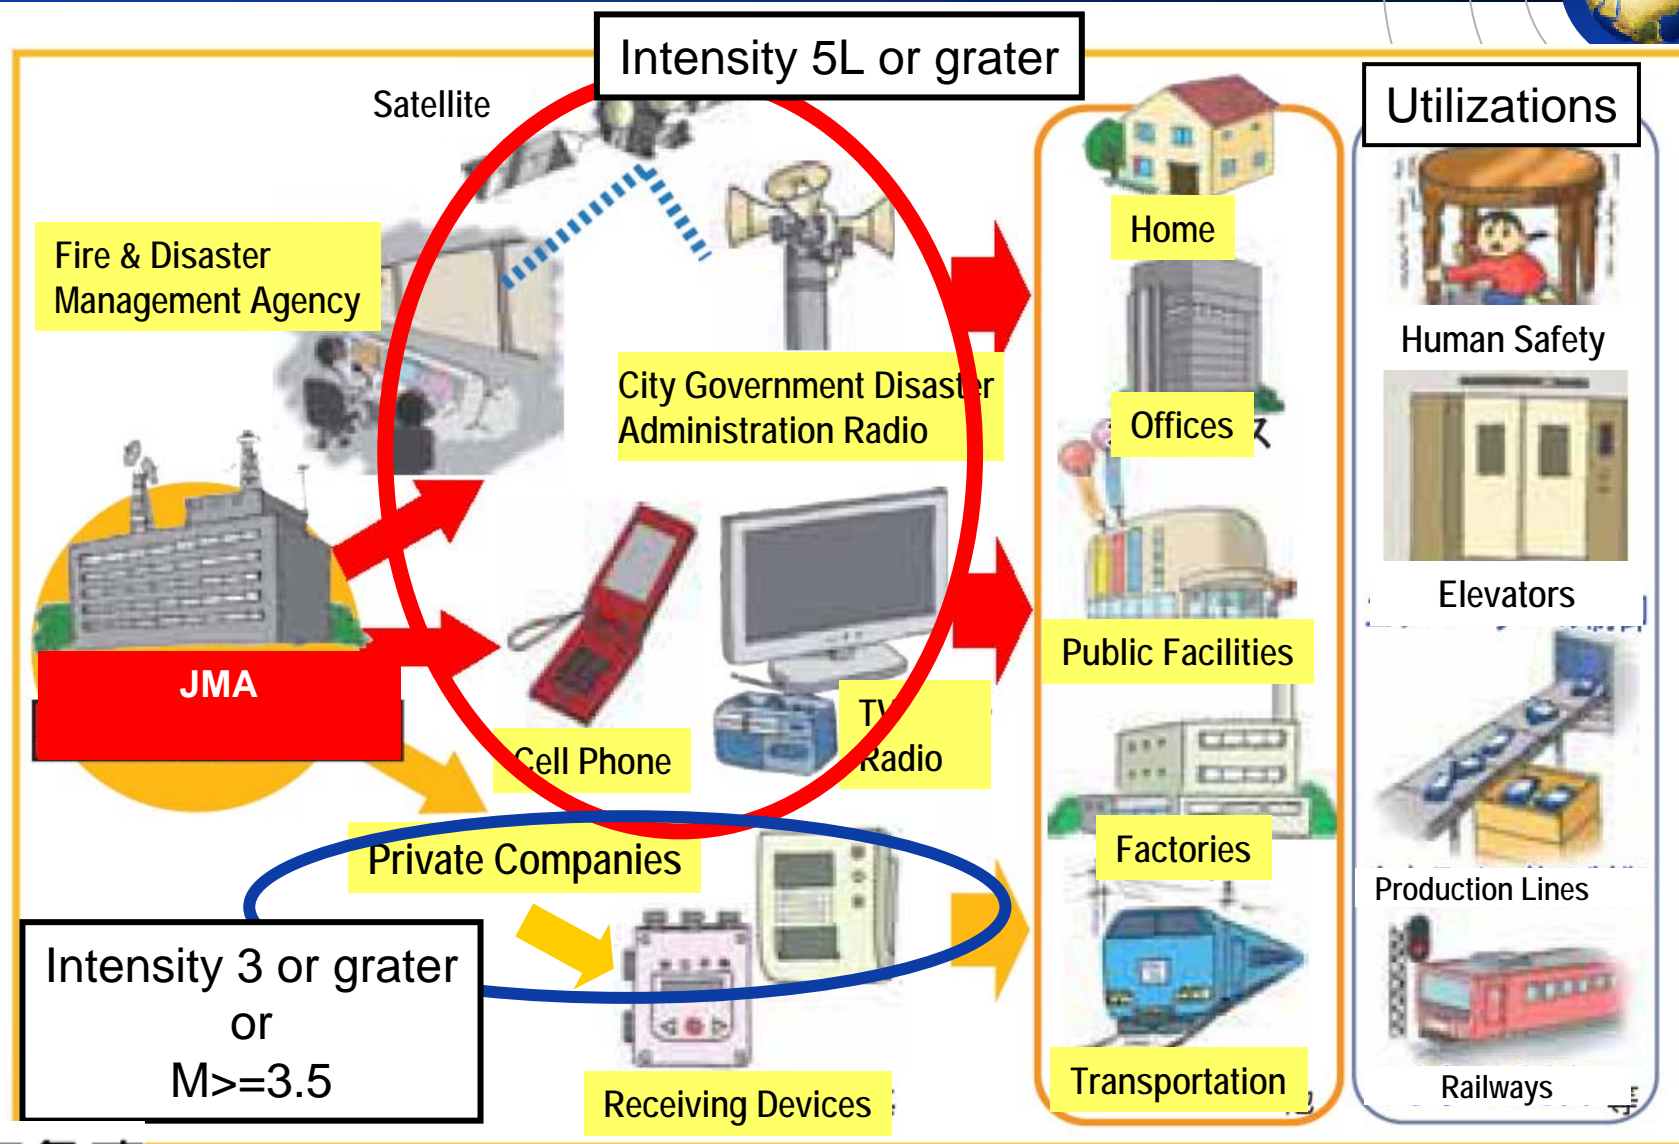 Intensity 5L or grater
Satellite
Utilizations
Fire & Disaster
Management Agency
Home
Human Safety
City Government Disaster
Administration Radio
Offices
ス
Elevators
Public Facilities
JMA
TV
Radio
Cell Phone
Private Companies
Factories
Production Lines
Intensity 3 or grater
or
M>=3.5
Receiving Devices
Transportation
Railways